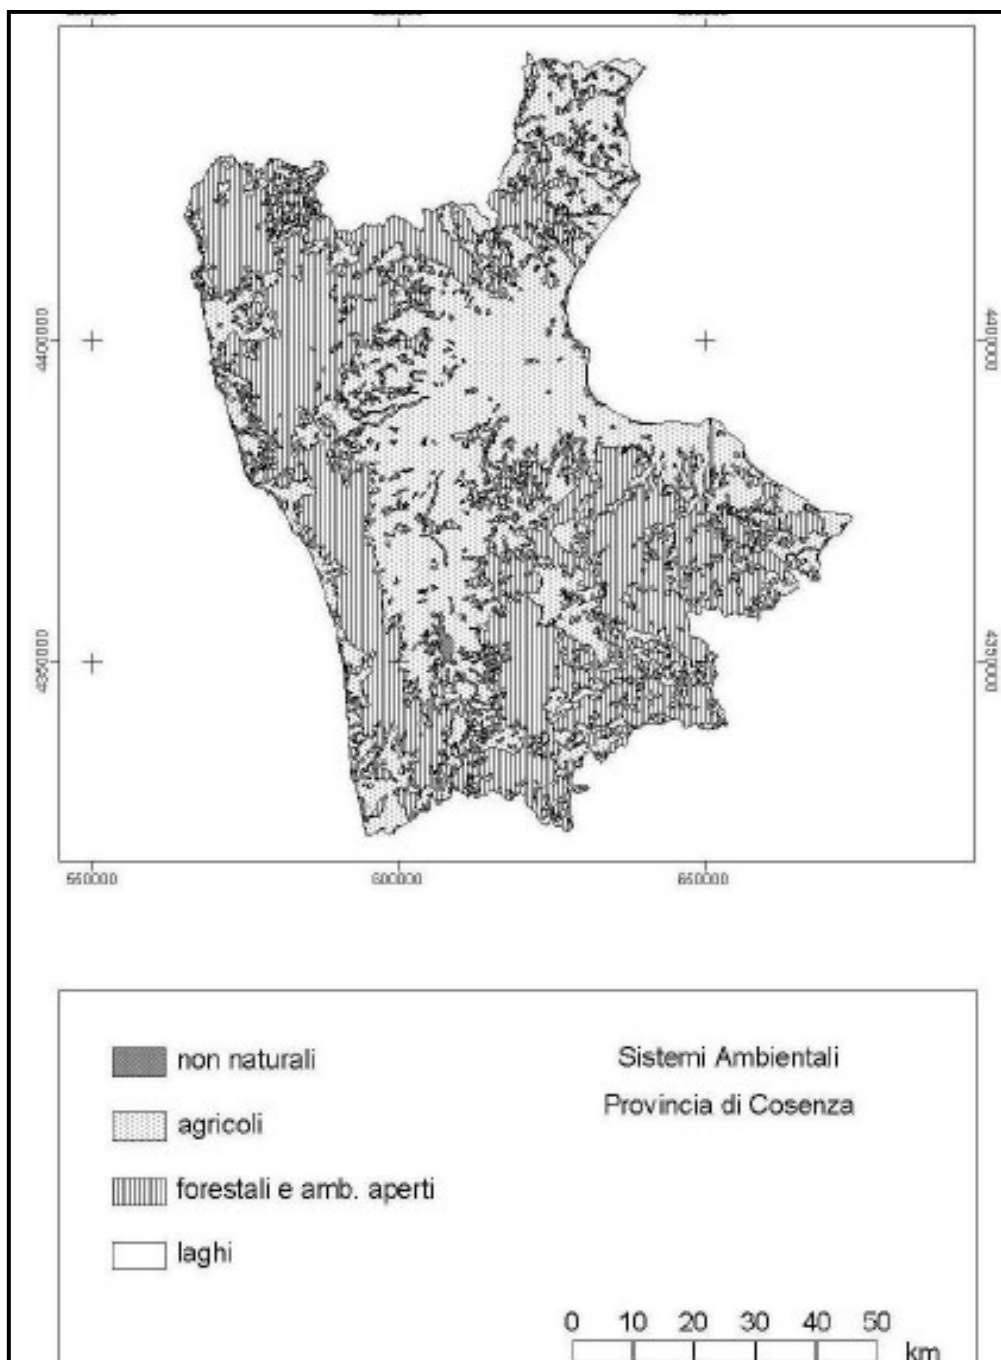 4400000
4400000
4350000
4350000
550000
600000
650000
non naturali
agricoli
forestali e amb. aperti
laghi
Sistemi Ambientali
Provincia di Cosenza
0 10 20 30 40 50
km